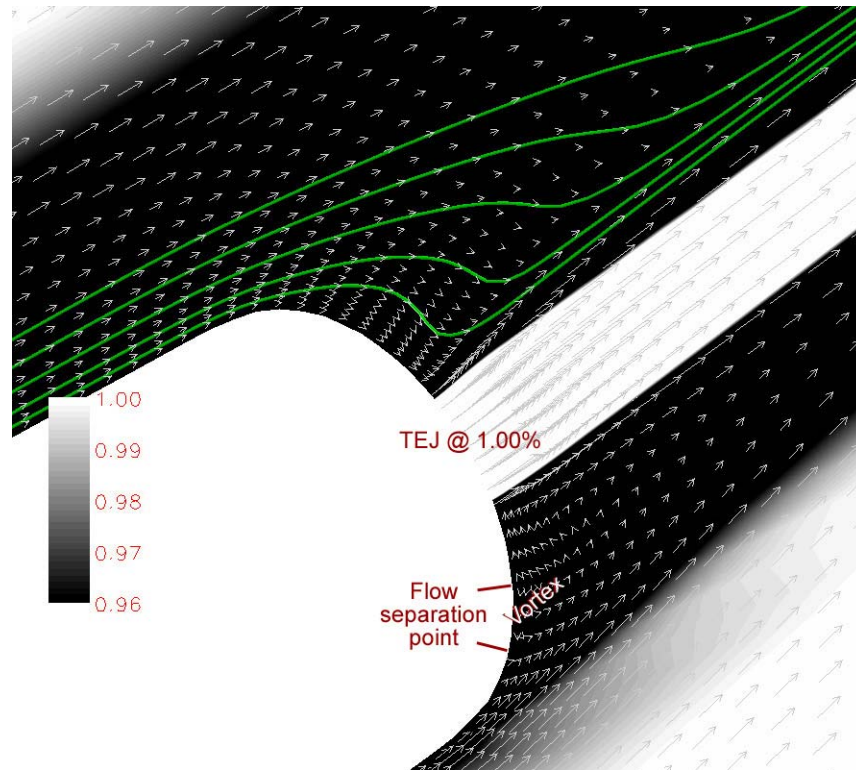 1.00
0.99
0.98
0.97
0.96
TEJ @ 1.00%
Flow
separation
point
Vortex